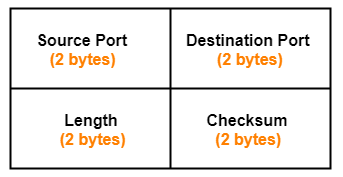 Source Port
(2 bytes)
Destination Port
(2 bytes)
Length
(2 bytes)
Checksum
(2 bytes)